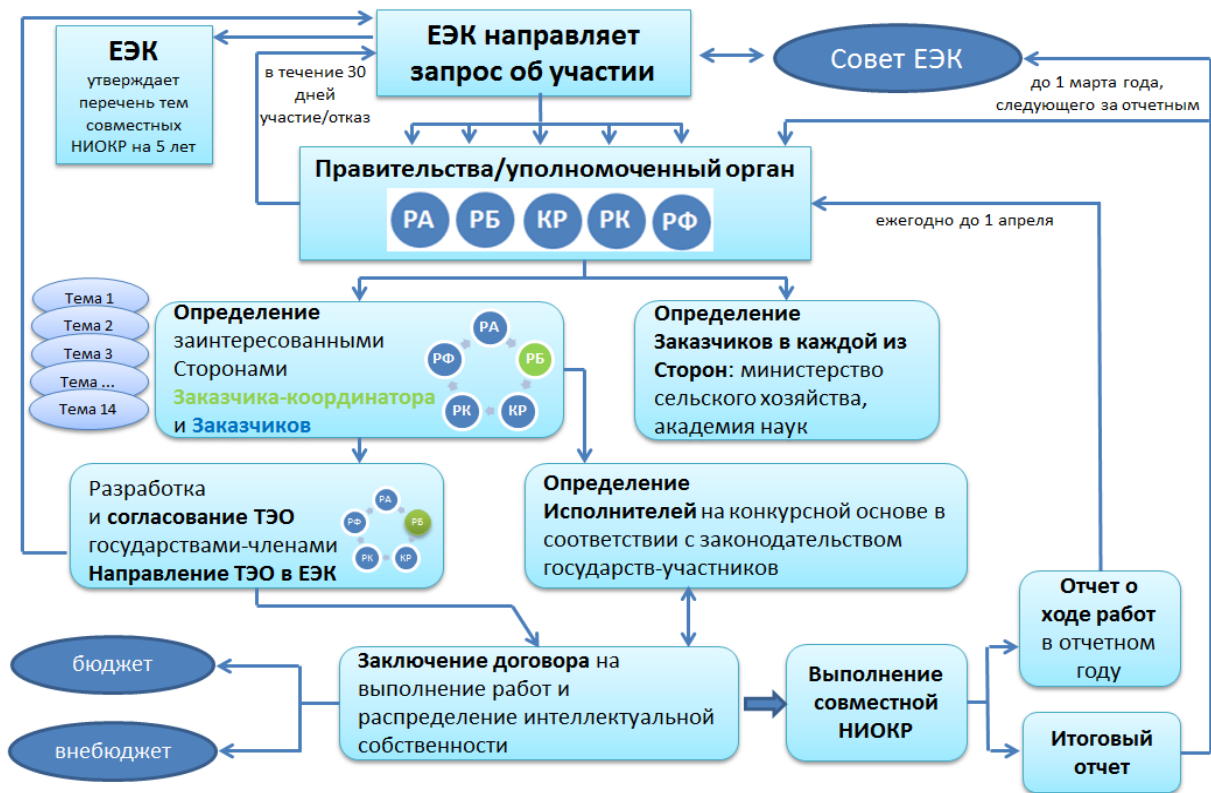 ЕЭК
утверждает
перечень тем
совместных
НИОКР на 5 лет
в течение 30
дней
участие/отказ
ЕЭК направляет
запрос об участии
Совет ЕЭК
до 1 марта года,
следующего за отчетным
Правительства/уполномоченный орган
РА РБ КР РК РФ
ежегодно до 1 апреля
Тема 1
Тема 2
Тема 3
Тема ...
Тема 14
Определение
заинтересованными
Сторонами
Заказчика-координатора
и Заказчиков
РА
РБ
КР
РК
РФ
Определение
Заказчиков в каждой из
Сторон: министерство
сельского хозяйства,
академия наук
Разработка
и согласование ТЭО
государствами-членами
Направление ТЭО в ЕЭК
РА
РБ
КР
РК
РФ
Определение
Исполнителей на конкурсной основе в
соответствии с законодательством
государств-участников
Отчет о
ходе работ
в отчетном
году
бюджет
внебюджет
Заключение договора на
выполнение работ и
распределение интеллектуальной
собственности
Выполнение
совместной
НИОКР
Итоговый
отчет